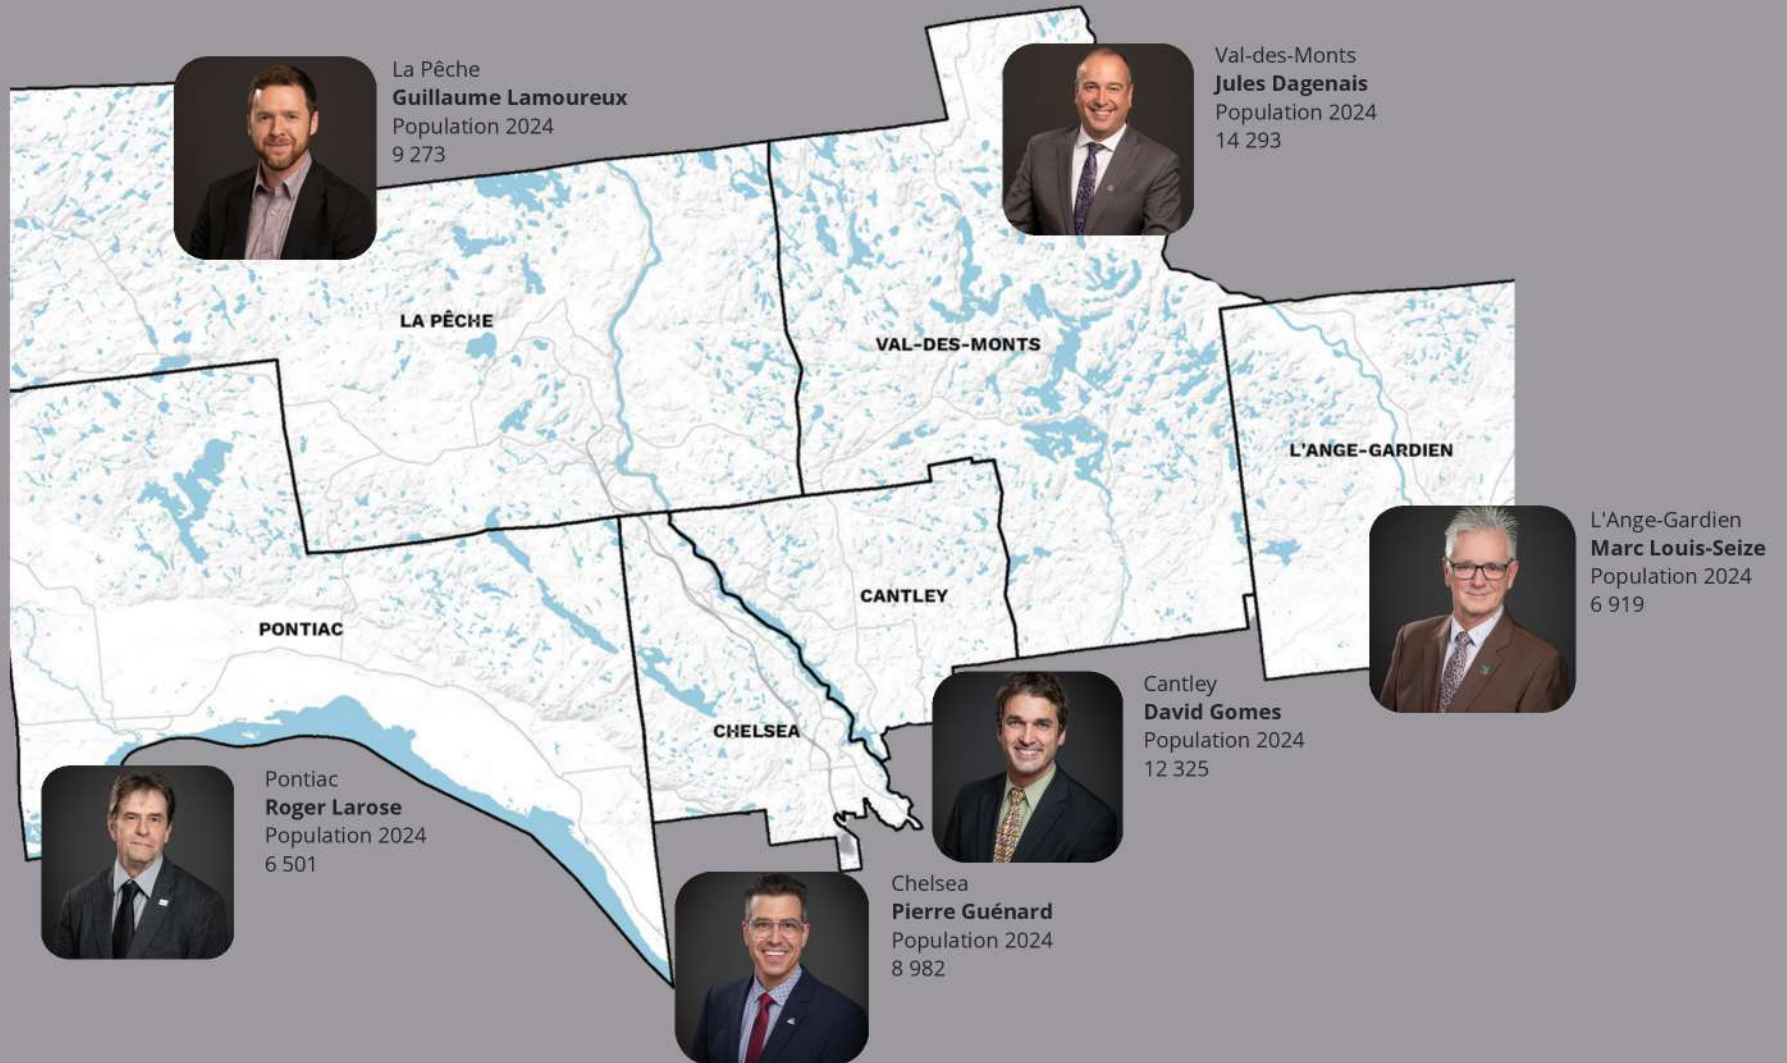 La Pêche
Guillaume Lamoureux
Population 2024
9 273
Val-des-Monts
Jules Dagenais
Population 2024
14 293
LA PÊCHE
VAL-DES-MONTS
L'ANGE-GARDIEN
L'Ange-Gardien
Marc Louis-Seize
Population 2024
6 919
CANTLEY
PONTIAC
Cantley
David Gomes
Population 2024
12 325
CHELSEA
Pontiac
Roger Larose
Population 2024
6 501
Chelsea
Pierre Guénard
Population 2024
8 982